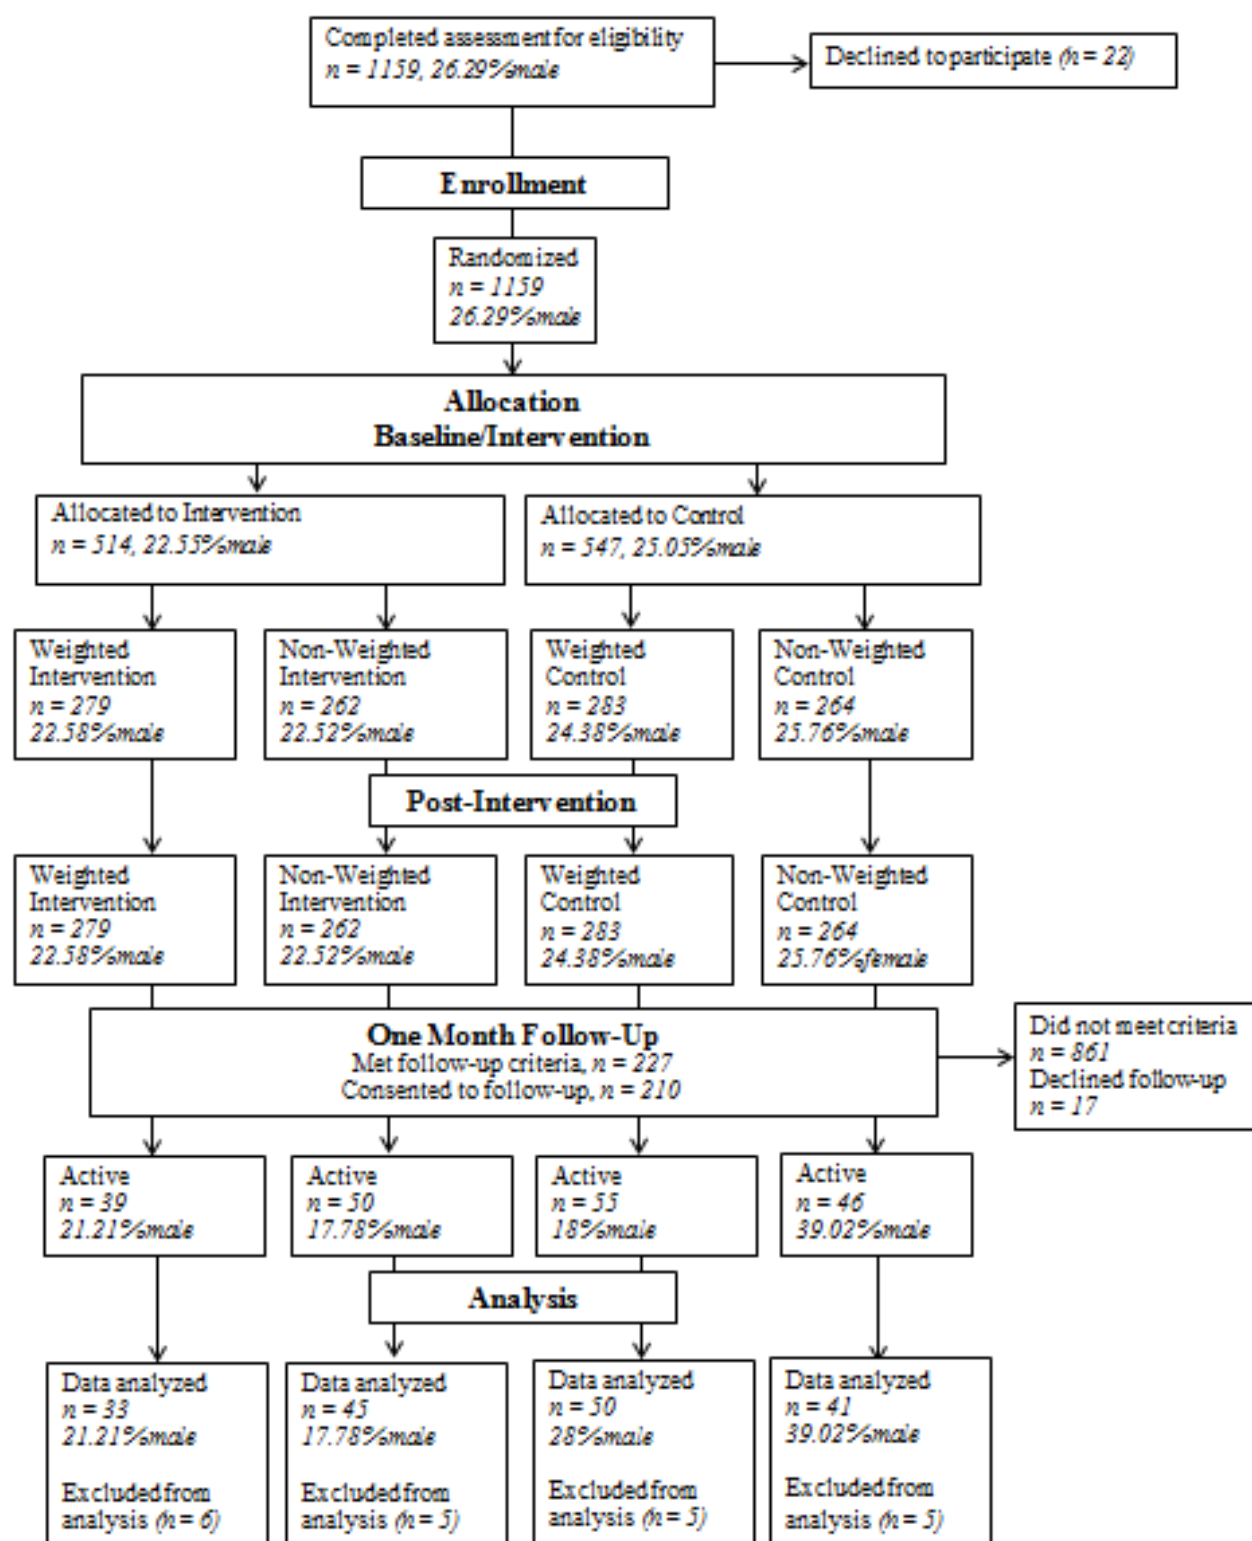 Completed assessment for eligibility
n = 1159, 26.29%male
Declined to participate (n = 22)
Enrollment
Randomized
n = 1159
26.29%male
Allocation
Baseline/Intervention
Allocated to Intervention
n = 514, 22.55%male
Allocated to Control
n = 547, 25.05%male
Weighted
Intervention
n = 279
22.58%male
Non-Weighted
Intervention
n = 262
22.52%male
Weighted
Control
n = 283
24.38%male
Non-Weighted
Control
n = 264
25.76%male
Post-Intervention
Weighted
Intervention
n = 279
22.58%male
Non-Weighted
Intervention
n = 262
22.52%male
Weighted
Control
n = 283
24.38%male
Non-Weighted
Control
n = 264
25.76%female
One Month Follow-Up
Met follow-up criteria, n = 227
Consented to follow-up, n = 210
Did not meet criteria
n = 861
Declined follow-up
n = 17
Active
n = 39
21.21%male
Active
n = 50
17.78%male
Active
n = 55
18%male
Active
n = 46
39.02%male
Analysis
Data analyzed
n = 33
21.21%male
Excluded from
analysis (n = 6)
Data analyzed
n = 45
17.78%male
Excluded from
analysis (n = 5)
Data analyzed
n = 50
28%male
Excluded from
analysis (n = 5)
Data analyzed
n = 41
39.02%male
Excluded from
analysis (n = 5)